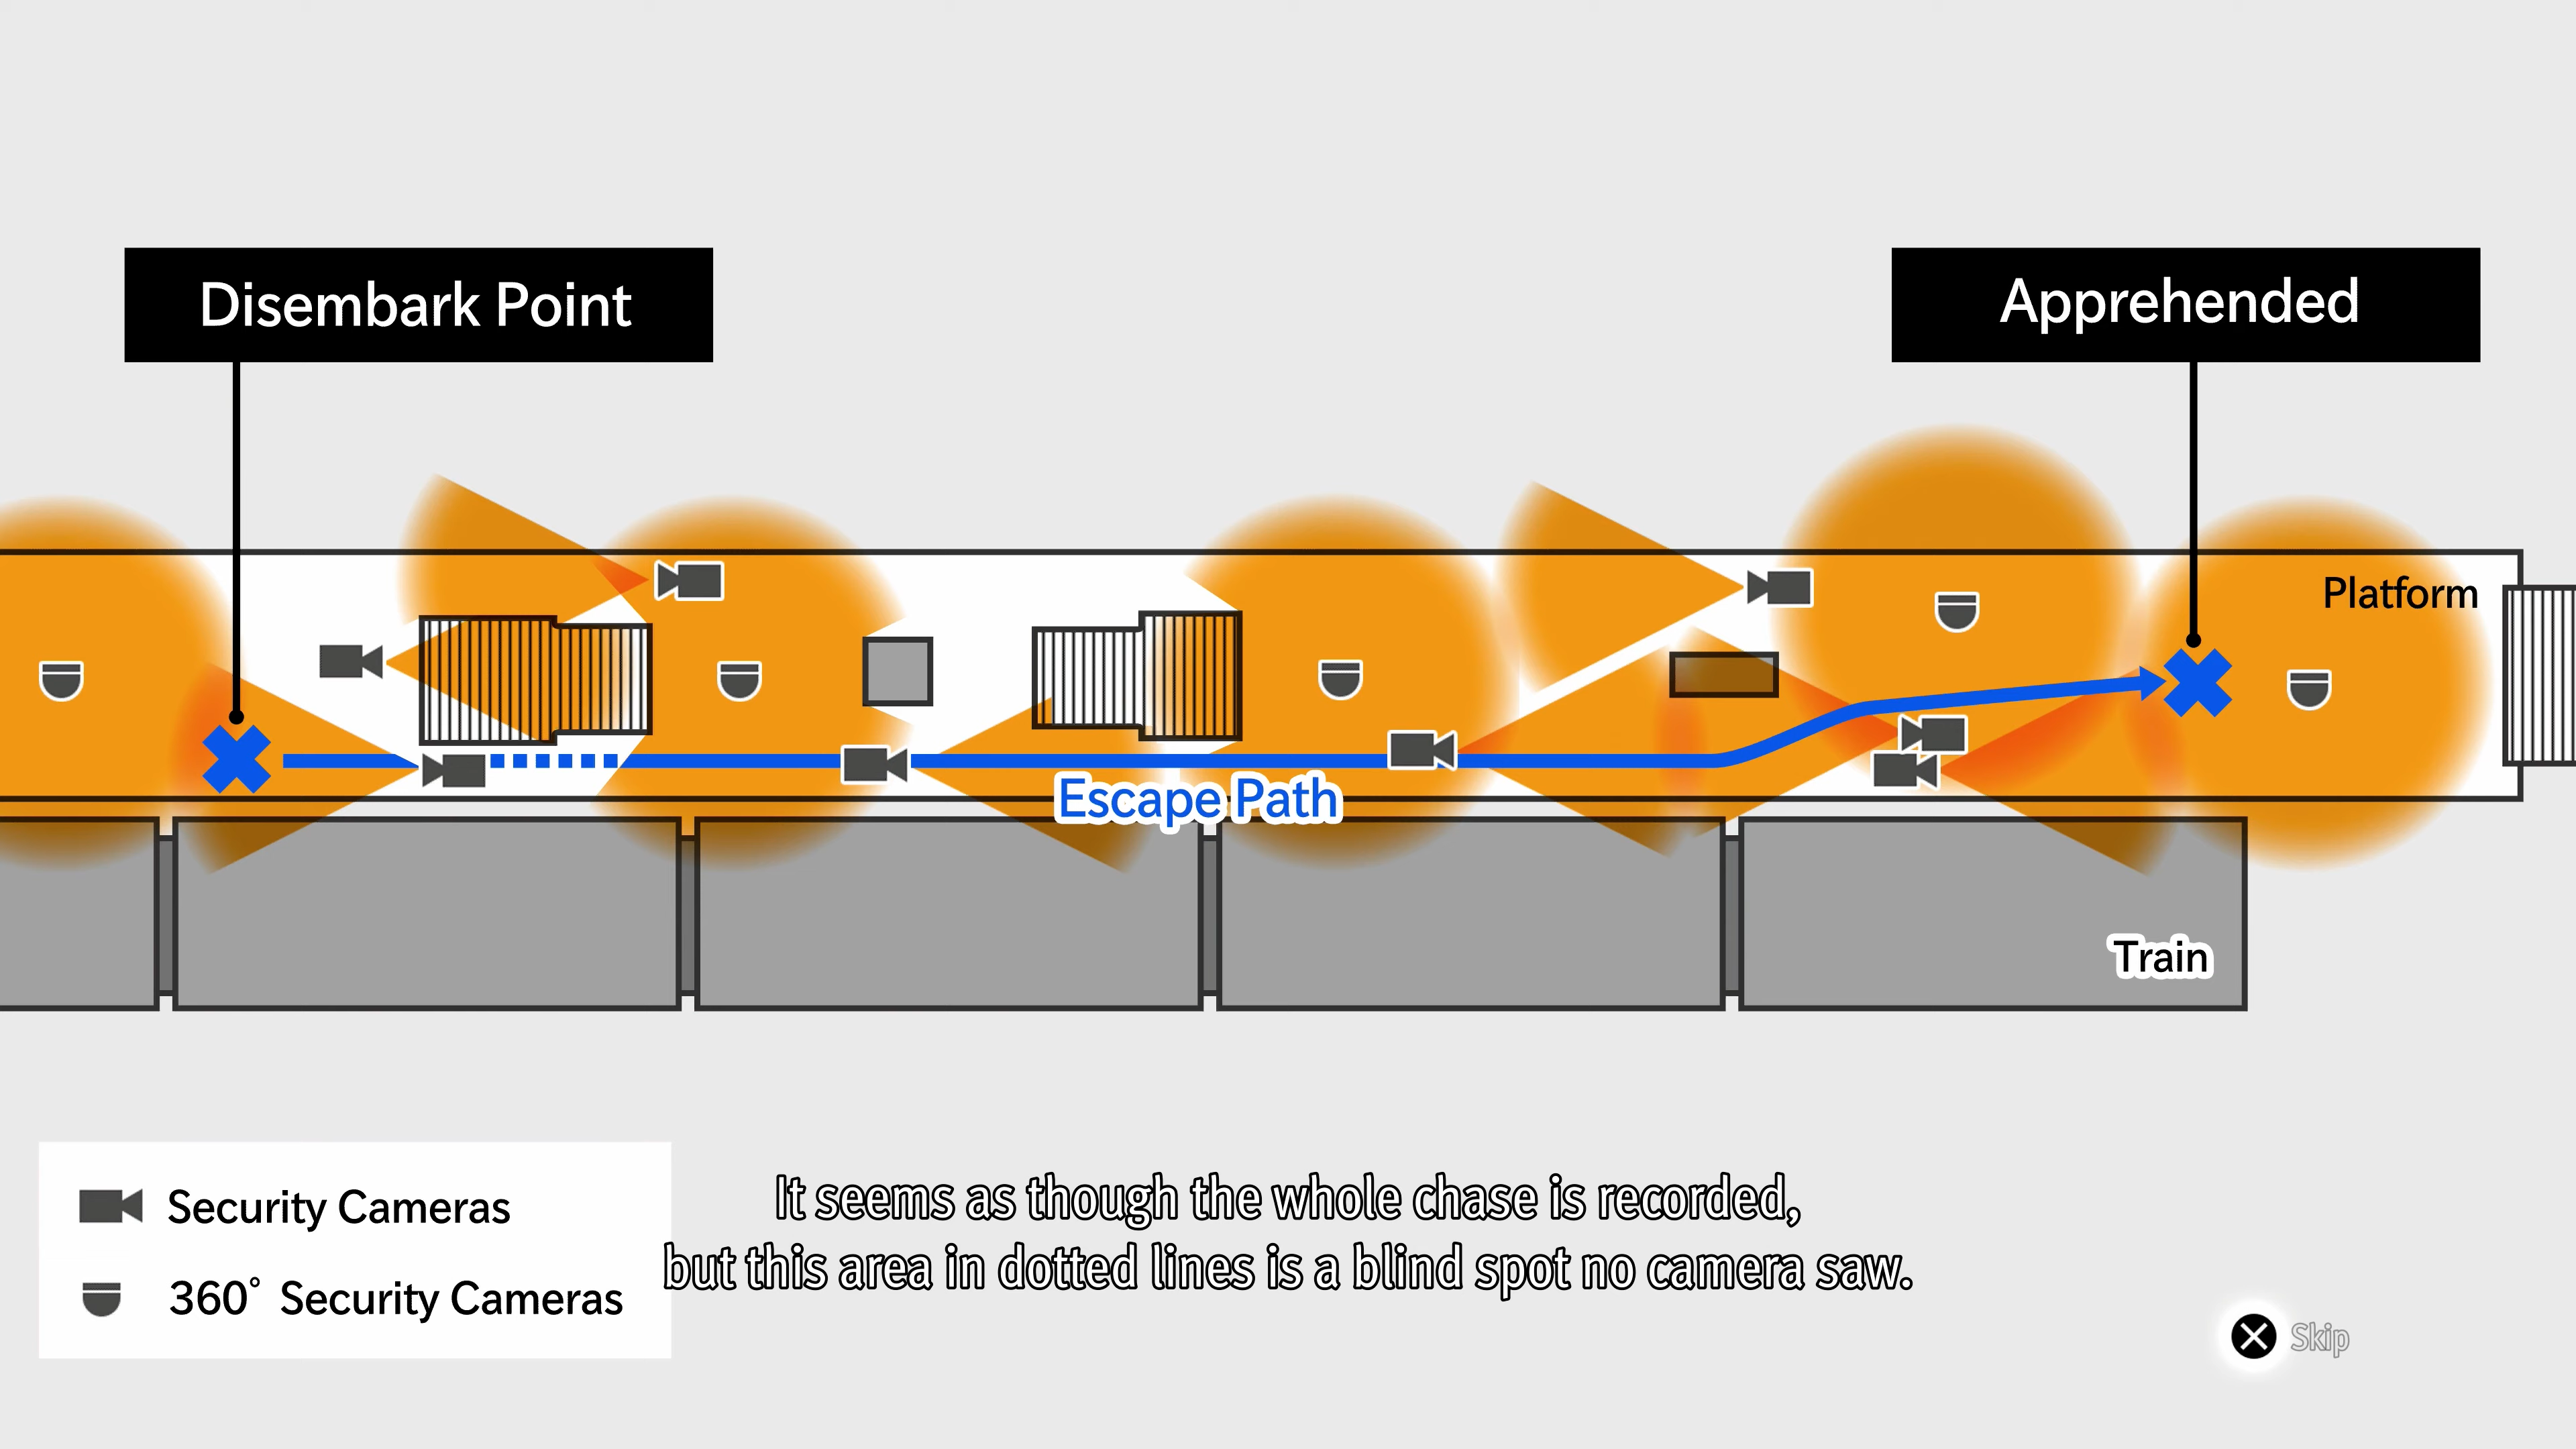 Disembark Point
Apprehended
Platform
Escape Path
Train
Security Cameras
360° Security Cameras
It seems as though the whole chase is recorded,
but this area in dotted lines is a blind spot no camera saw.
Skip